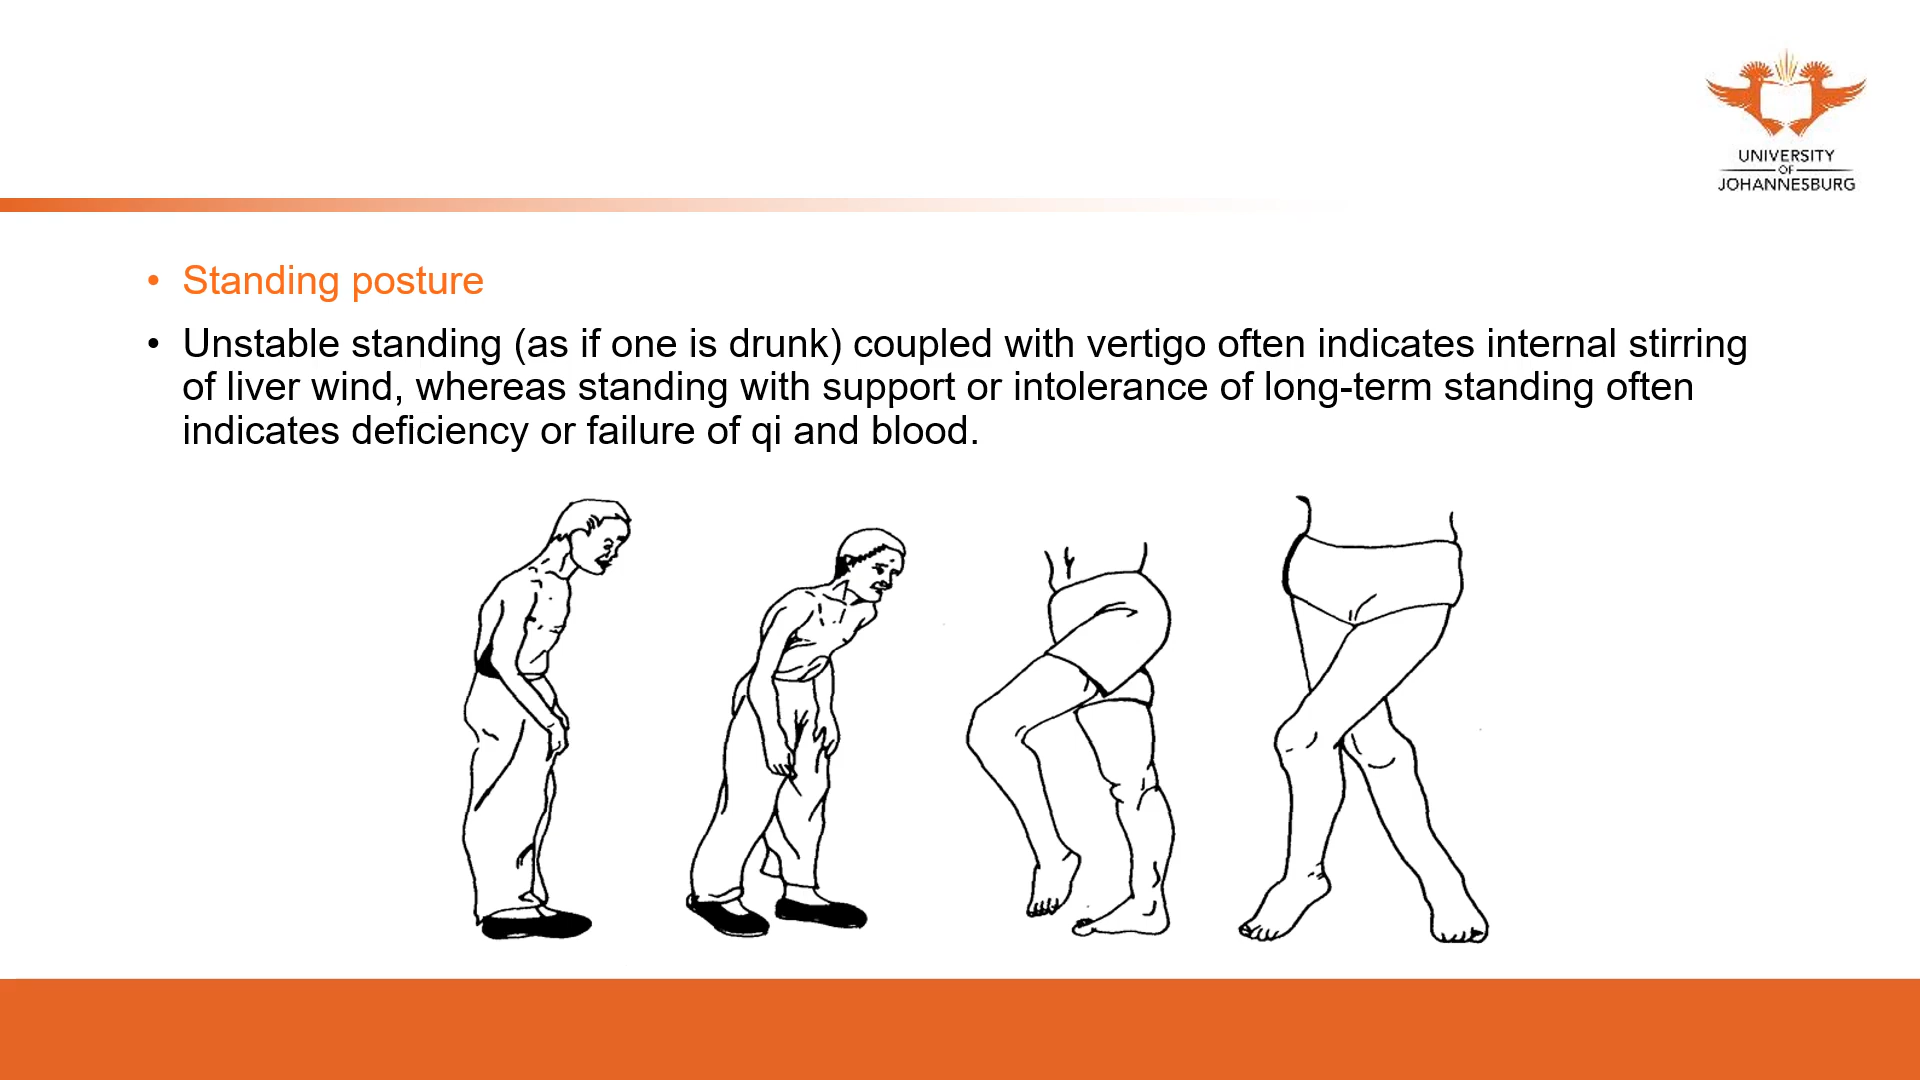 UNIVERSITY
OF
JOHANNESBURG
• Standing posture
• Unstable standing (as if one is drunk) coupled with vertigo often indicates internal stirring
of liver wind, whereas standing with support or intolerance of long-term standing often
indicates deficiency or failure of qi and blood.